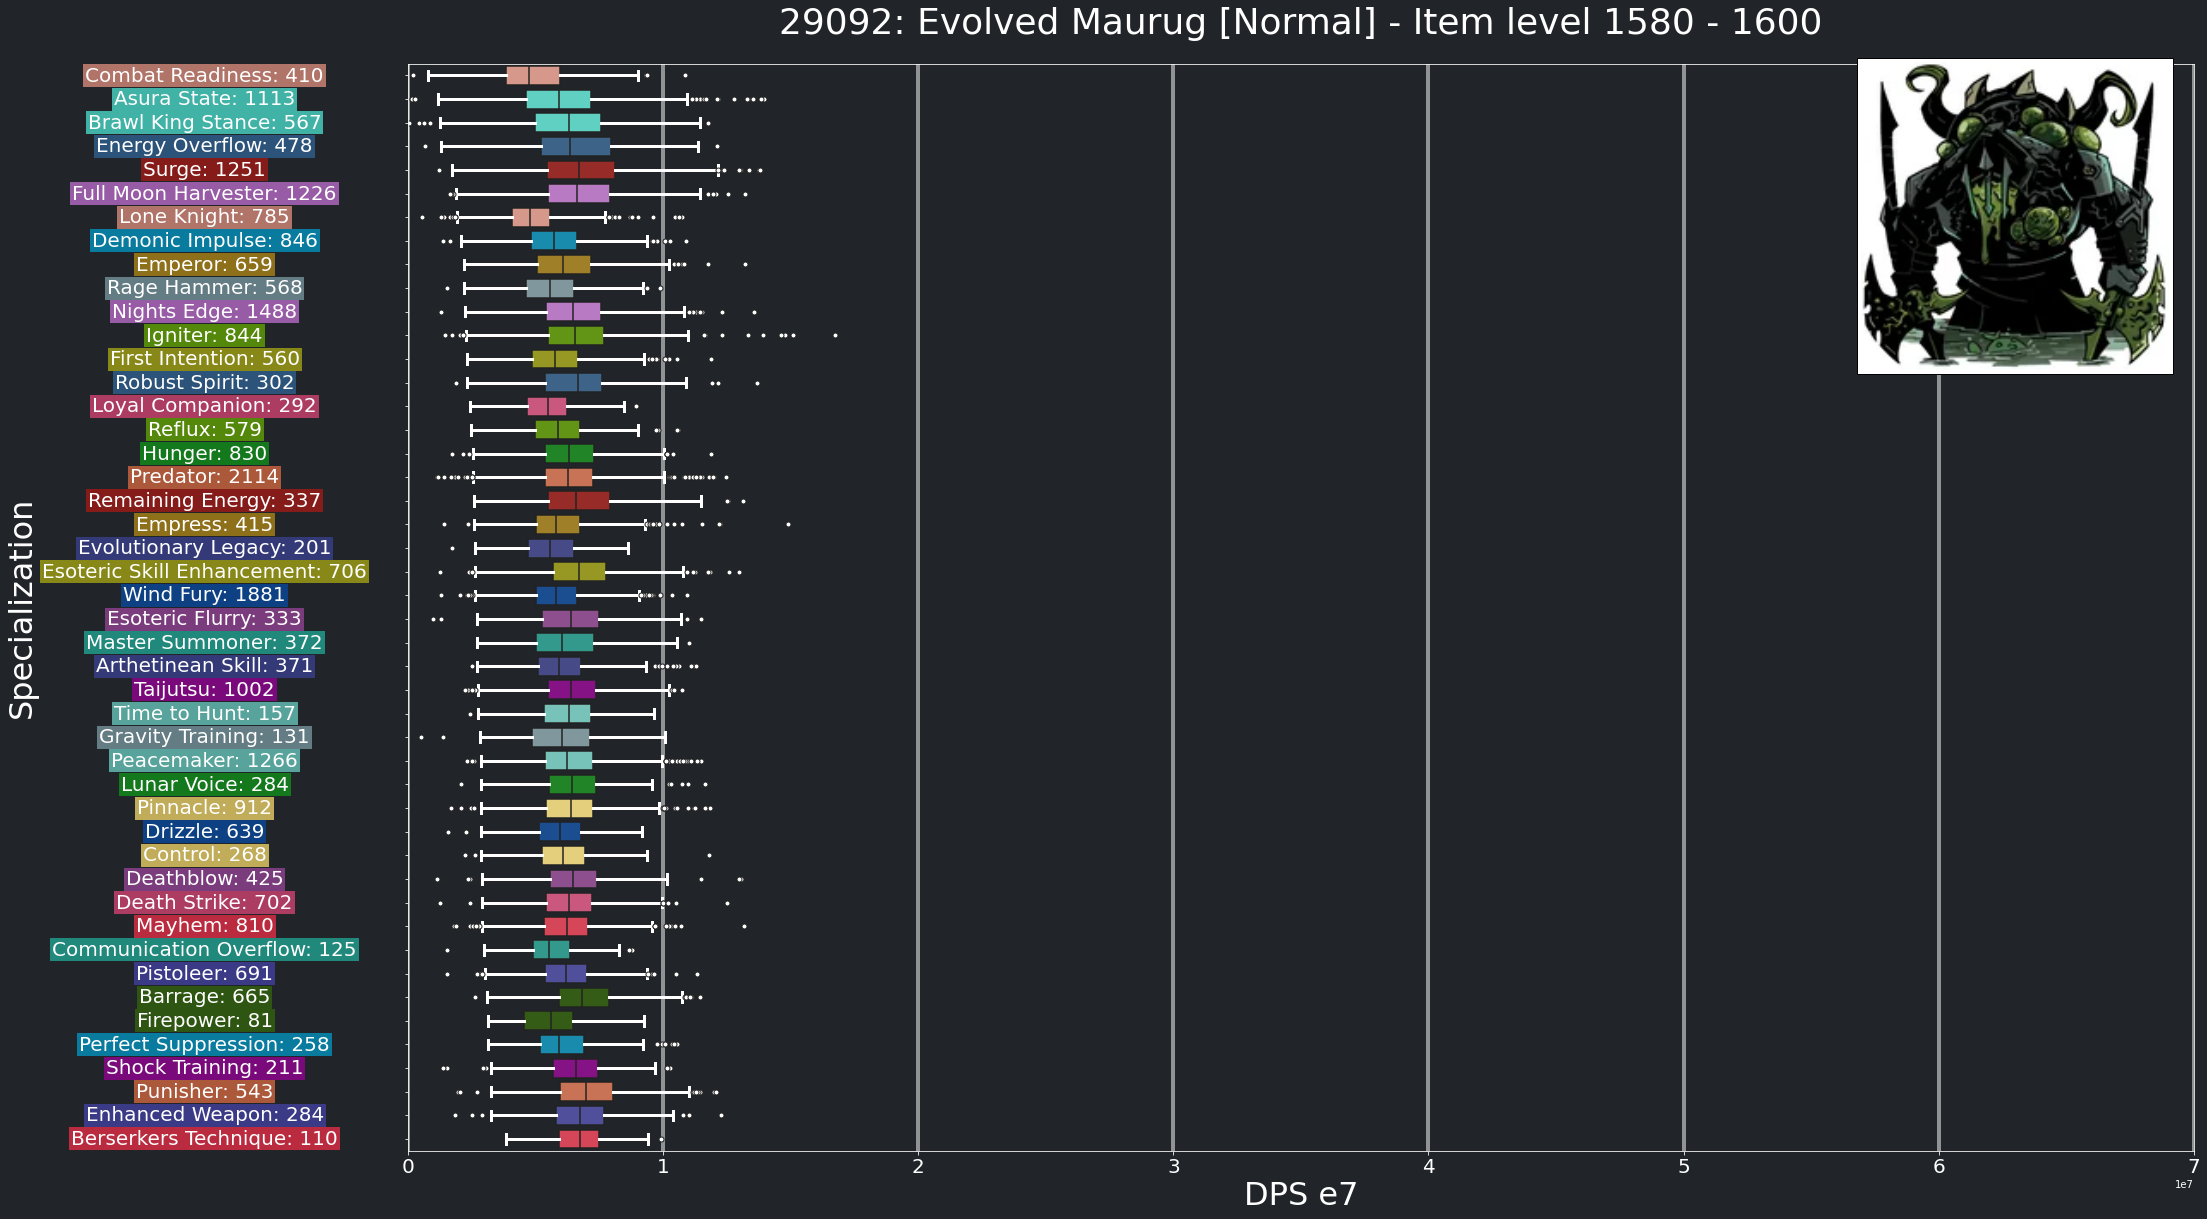 29092: Evolved Maurug [Normal] - Item level 1580 - 1600
Combat Readiness: 410
Asura State: 1113
Brawl King Stance: 567
Energy Overflow: 478
Surge: 1251
Full Moon Harvester: 1226
Lone Knight: 785
Demonic Impulse: 846
Emperor: 659
Rage Hammer: 568
Nights Edge: 1488
Igniter: 844
First Intention: 560
Robust Spirit: 302
Loyal Companion: 292
Reflux: 579
Hunger: 830
Predator: 2114
Remaining Energy: 337
Empress: 415
Evolutionary Legacy: 201
Esoteric Skill Enhancement: 706
Wind Fury: 1881
Esoteric Flurry: 333
Master Summoner: 372
Arthetinean Skill: 371
Taijutsu: 1002
Time to Hunt: 157
Gravity Training: 131
Peacemaker: 1266
Lunar Voice: 284
Pinnacle: 912
Drizzle: 639
Control: 268
Deathblow: 425
Death Strike: 702
Mayhem: 810
Communication Overflow: 125
Pistoleer: 691
Barrage: 665
Firepower: 81
Perfect Suppression: 258
Shock Training: 211
Punisher: 543
Enhanced Weapon: 284
Berserkers Technique: 110
Specialization
0 1 2 3 4 5 6 7
DPS e7
1e7